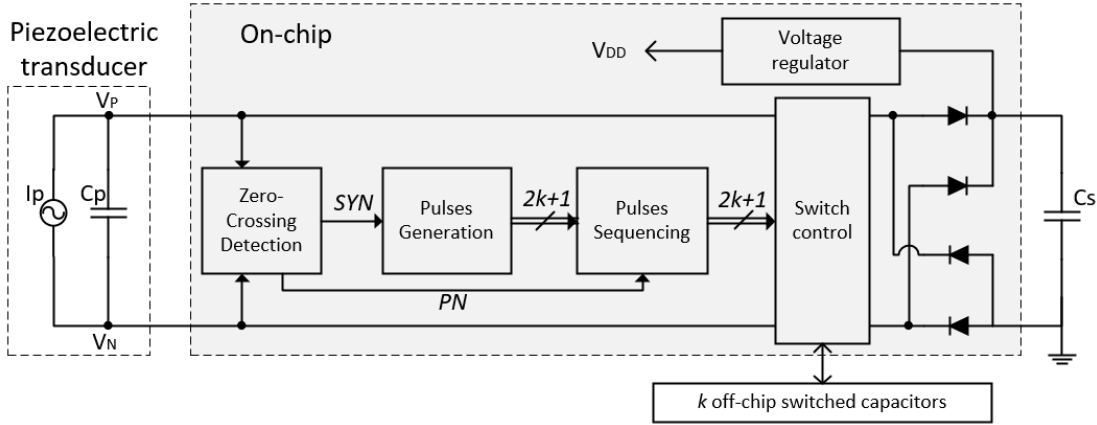 Piezoelectric
transducer
On-chip
Voltage
regulator
VDD
VP
Ip
Cp
Zero-
Crossing
Detection
SYN
Pulses
Generation
2k+1
Pulses
Sequencing
2k+1
Switch
control
Cs
PN
VN
k off-chip switched capacitors